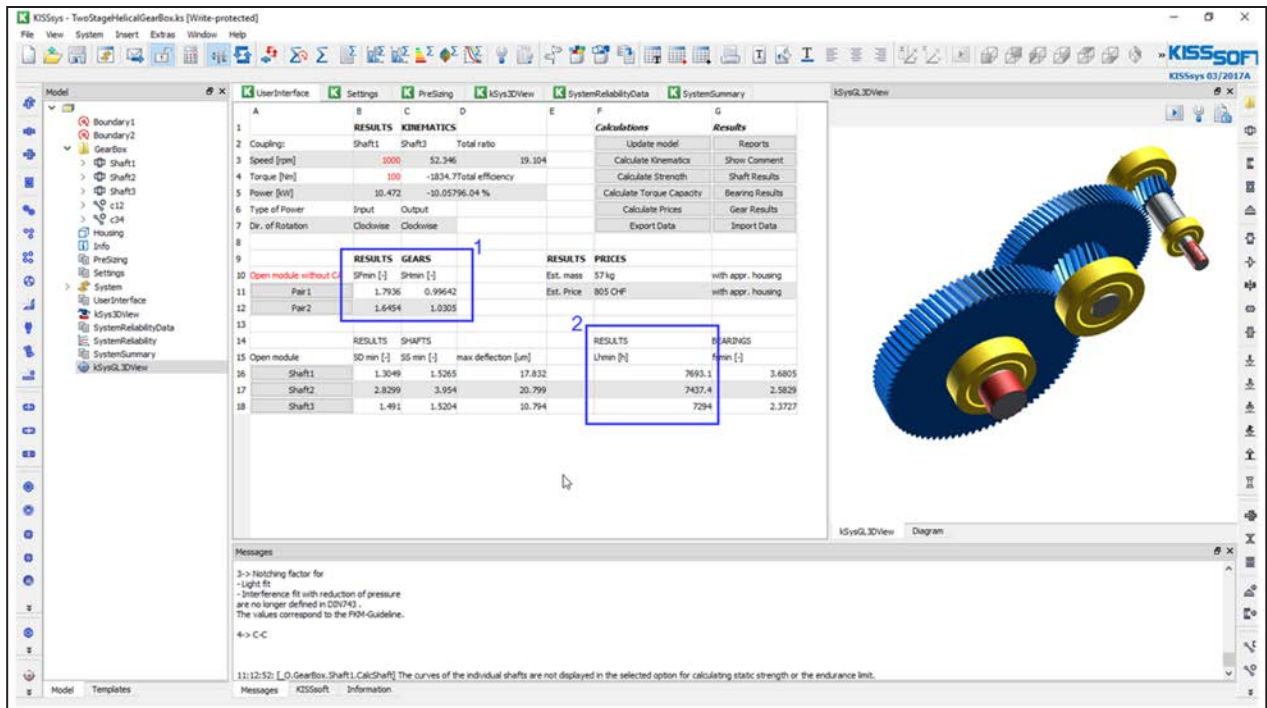 KISSsys - TwoStageHelicalGearBox.ks [Write-protected]
File View System Insert Extras Window Help
KISSsoft
KISSsys 03/2017A
Model
Boundary1
Boundary2
GearBox
Shaft1
Shaft2
Shaft3
c12
c34
Housing
Info
PreSizing
Settings
System
UserInterface
kSys3DView
SystemReliabilityData
SystemReliability
SystemSummary
kSysGL3DView
Model Templates
UserInterface Settings PreSizing kSys3DView SystemReliabilityData SystemSummary
A B C D E F G
1 RESULTS KINEMATICS Calculations Results
2 Coupling: Shaft1 Shaft3 Total ratio Update model Reports
3 Speed [rpm] 1000 52.346 19.104 Calculate Kinematics Show Comment
4 Torque [Nm] 100 -1834.7 Total efficiency Calculate Strength Shaft Results
5 Power [kW] 10.472 -10.057 96.04 % Calculate Torque Capacity Bearing Results
6 Type of Power Input Output Calculate Prices Gear Results
7 Dir. of Rotation Clockwise Clockwise Export Data Import Data
8
1
9 RESULTS GEARS RESULTS PRICES
10 Open module without CA SFmin [-] SHmin [-] Est. mass 57 kg with appr. housing
11 Pair1 1.7936 0.99642 Est. Price 805 CHF with appr. housing
12 Pair2 1.6454 1.0305
13
2
14 RESULTS SHAFTS RESULTS BEARINGS
15 Open module SD min [-] SS min [-] max deflection [um] Lhmin [h] fsmin [-]
16 Shaft1 1.3049 1.5265 17.832 7693.1 3.6805
17 Shaft2 2.8299 3.954 20.799 7437.4 2.5829
18 Shaft3 1.491 1.5204 10.794 7294 2.3727
kSysGL3DView
kSysGL3DView Diagram
Messages
3-> Notching factor for
- Light fit
- Interference fit with reduction of pressure
are no longer defined in DIN743 .
The values correspond to the FKM-Guideline.
4-> C-C
11:12:52: [_O.GearBox.Shaft1.CalcShaft] The curves of the individual shafts are not displayed in the selected option for calculating static strength or the endurance limit.
Messages KISSsoft Information